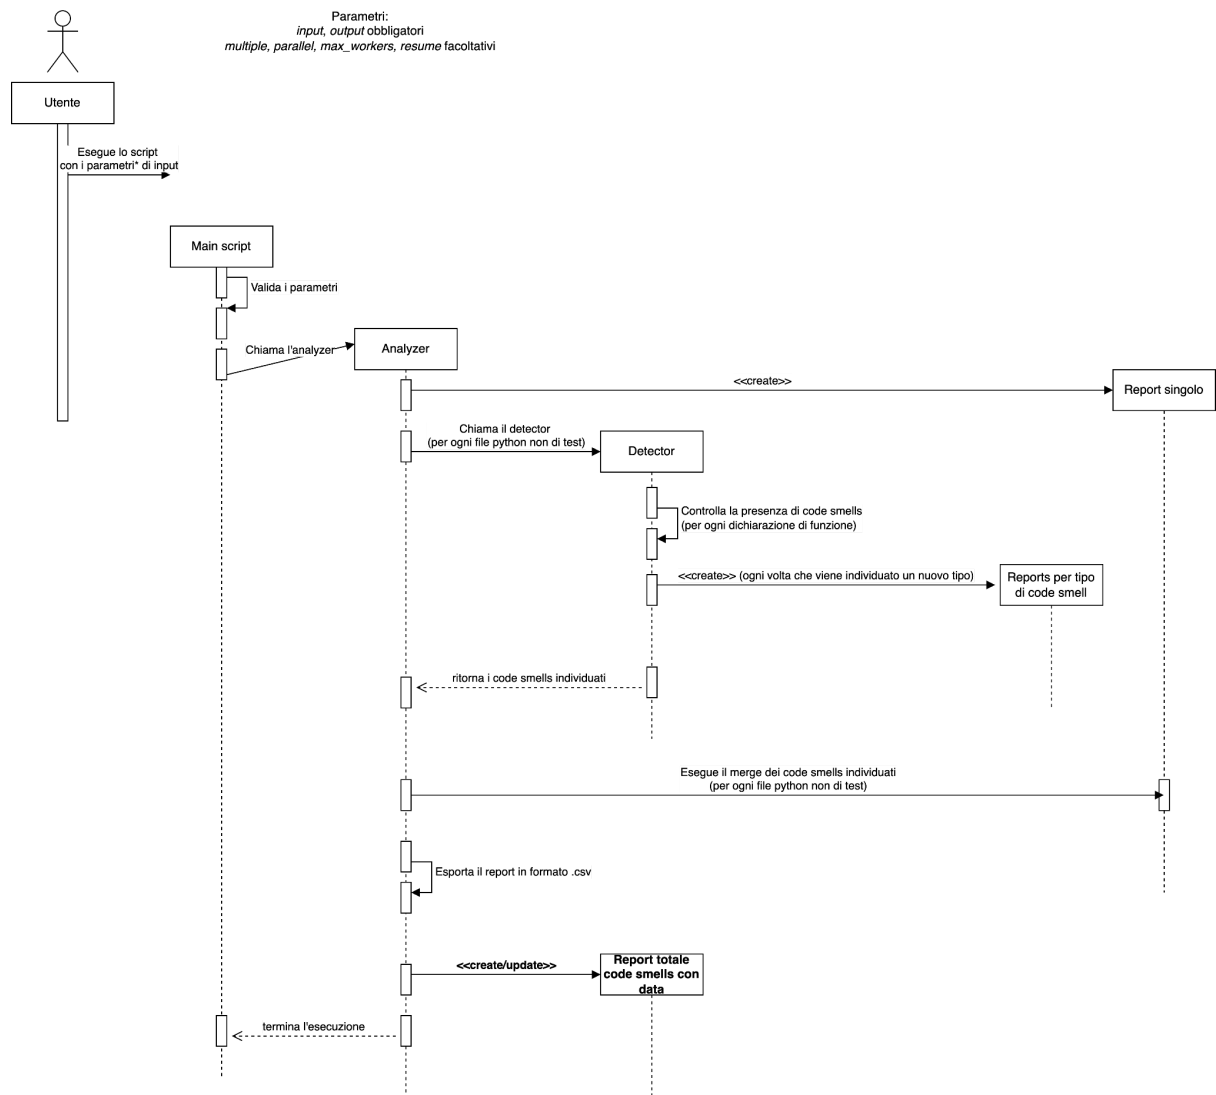 Parametri:
input, output obbligatori
multiple, parallel, max_workers, resume facoltativi
Utente
Esegue lo script
con i parametri* di input
Main script
Valida i parametri
Chiama l'analyzer
Analyzer
<<create>>
Report singolo
Chiama il detector
(per ogni file python non di test)
Detector
Controlla la presenza di code smells
(per ogni dichiarazione di funzione)
<<create>> (ogni volta che viene individuato un nuovo tipo)
Reports per tipo
di code smell
ritorna i code smells individuati
Esegue il merge dei code smells individuati
(per ogni file python non di test)
Esporta il report in formato .csv
<<create/update>>
Report totale
code smells con
data
termina l'esecuzione